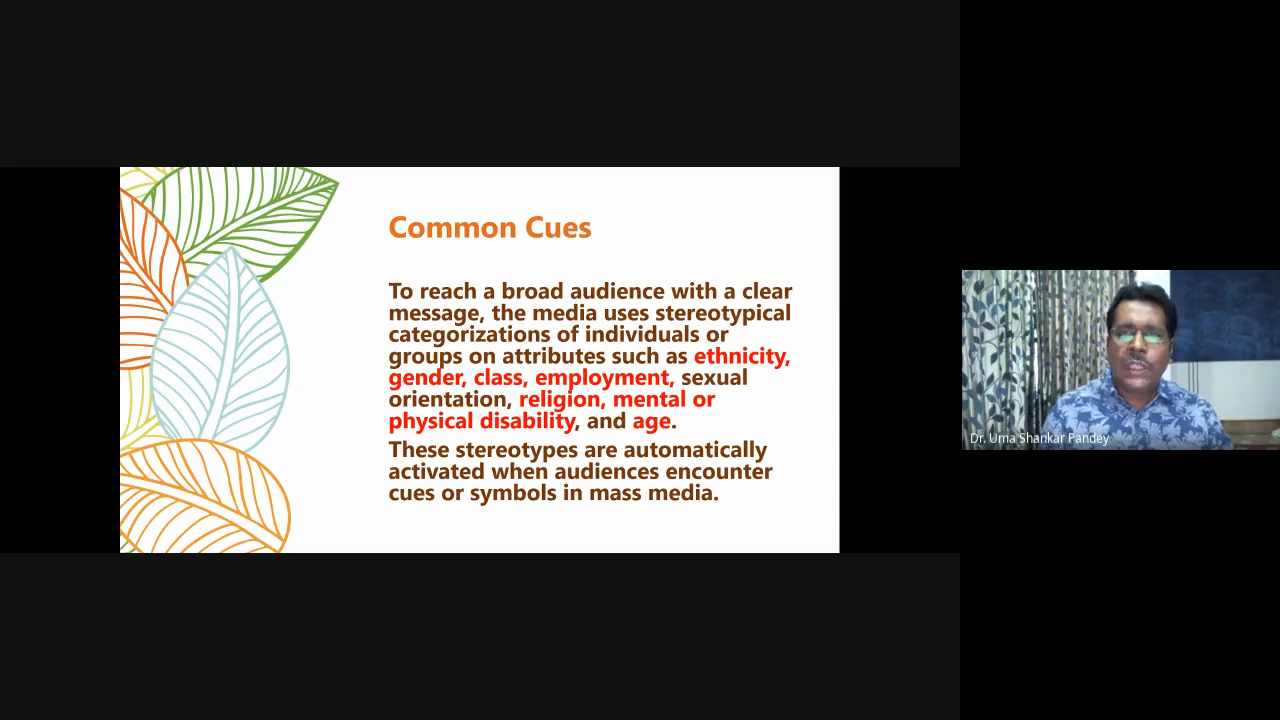 Common Cues
To reach a broad audience with a clear
message, the media uses stereotypical
categorizations of individuals or
groups on attributes such as ethnicity,
gender, class, employment, sexual
orientation, religion, mental or
physical disability, and age.
These stereotypes are automatically
activated when audiences encounter
cues or symbols in mass media.
Dr. Uma Shankar Pandey